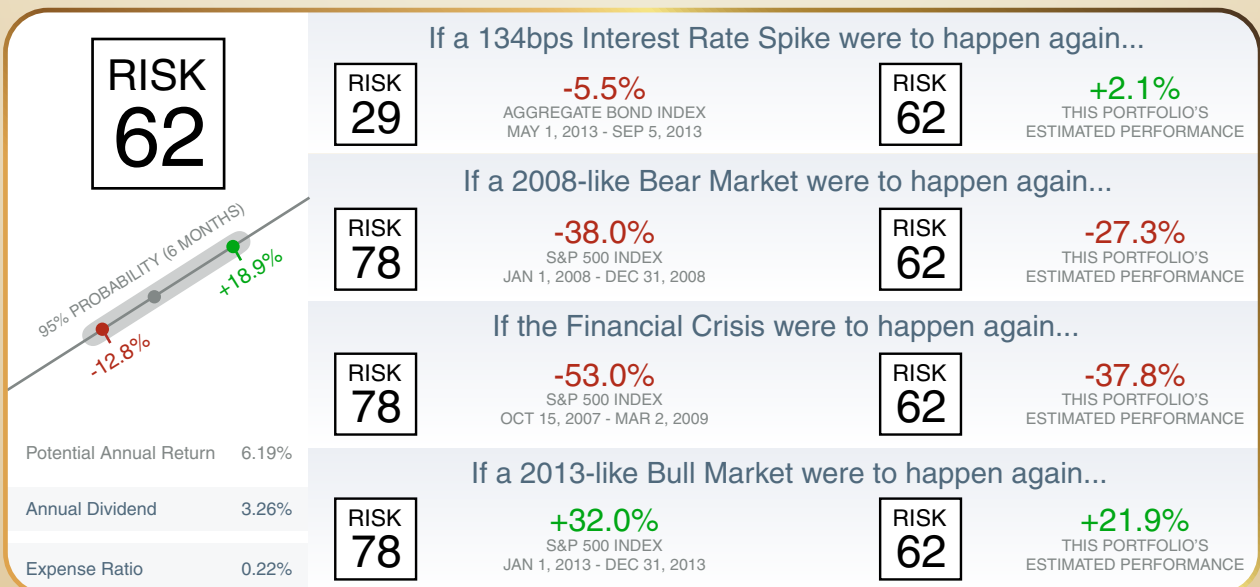 RISK
62
95% PROBABILITY (6 MONTHS)
+18.9%
-12.8%
Potential Annual Return 6.19%
Annual Dividend 3.26%
Expense Ratio 0.22%
If a 134bps Interest Rate Spike were to happen again...
RISK
29
-5.5%
AGGREGATE BOND INDEX
MAY 1, 2013 - SEP 5, 2013
RISK
62
+2.1%
THIS PORTFOLIO'S
ESTIMATED PERFORMANCE
If a 2008-like Bear Market were to happen again...
RISK
78
-38.0%
S&P 500 INDEX
JAN 1, 2008 - DEC 31, 2008
RISK
62
-27.3%
THIS PORTFOLIO'S
ESTIMATED PERFORMANCE
If the Financial Crisis were to happen again...
RISK
78
-53.0%
S&P 500 INDEX
OCT 15, 2007 - MAR 2, 2009
RISK
62
-37.8%
THIS PORTFOLIO'S
ESTIMATED PERFORMANCE
If a 2013-like Bull Market were to happen again...
RISK
78
+32.0%
S&P 500 INDEX
JAN 1, 2013 - DEC 31, 2013
RISK
62
+21.9%
THIS PORTFOLIO'S
ESTIMATED PERFORMANCE